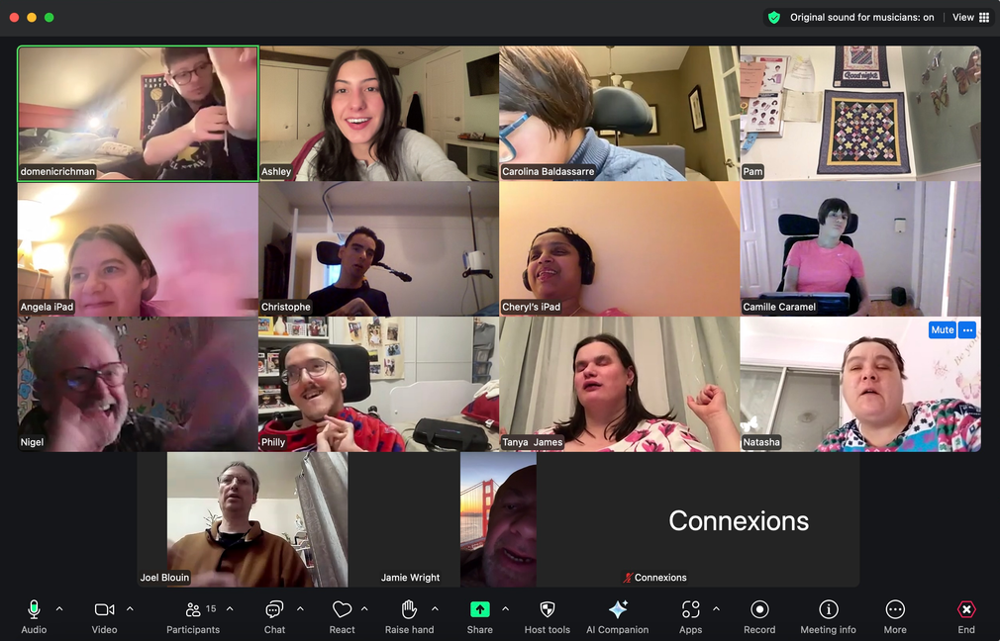 Original sound for musicians: on
View
domenicrichman
Ashley
Carolina Baldassarre
Goodnight
Pam
Angela iPad
Christophe
Cheryl's iPad
Camille Caramel
Mute
Nigel
Philly
Tanya James
Natasha
Connexions
Joel Blouin
Jamie Wright
Connexions
Audio
Video
15
Participants
Chat
React
Raise hand
Share
Host tools
AI Companion
Apps
Record
Meeting info
More
End